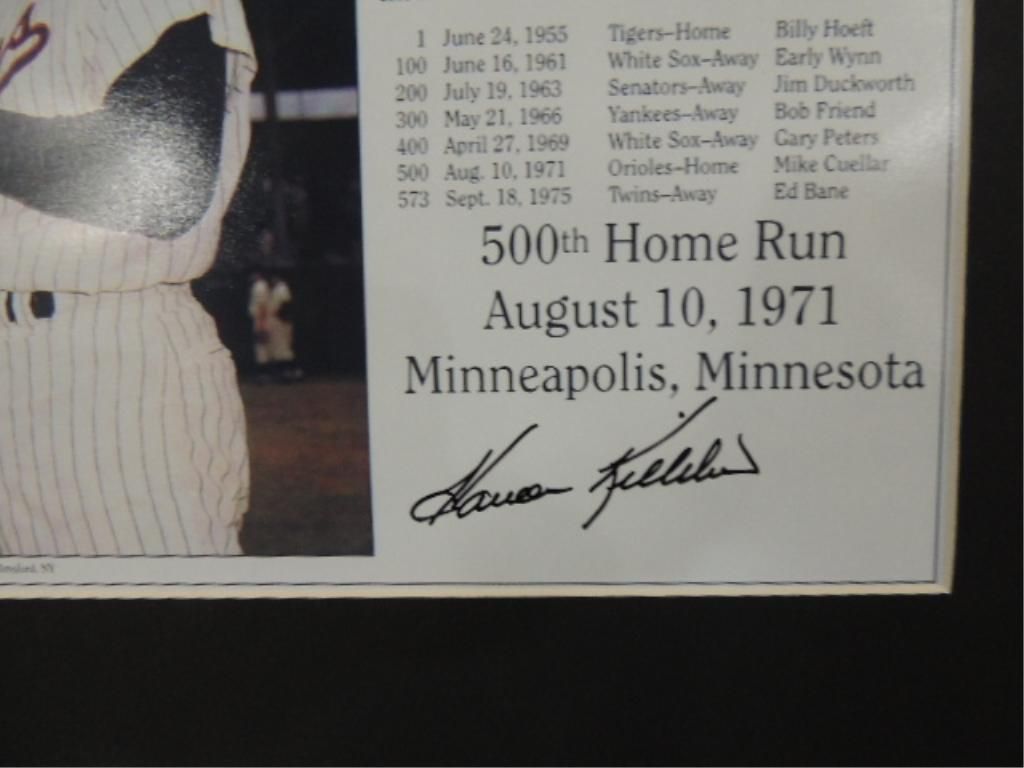 1 June 24, 1955 Tigers–Home Billy Hoeft
100 June 16, 1961 White Sox–Away Early Wynn
200 July 19, 1963 Senators–Away Jim Duckworth
300 May 21, 1966 Yankees–Away Bob Friend
400 April 27, 1969 White Sox–Away Gary Peters
500 Aug. 10, 1971 Orioles–Home Mike Cuellar
573 Sept. 18, 1975 Twins–Away Ed Bane
500th Home Run
August 10, 1971
Minneapolis, Minnesota
Harmon Killebrew
NY